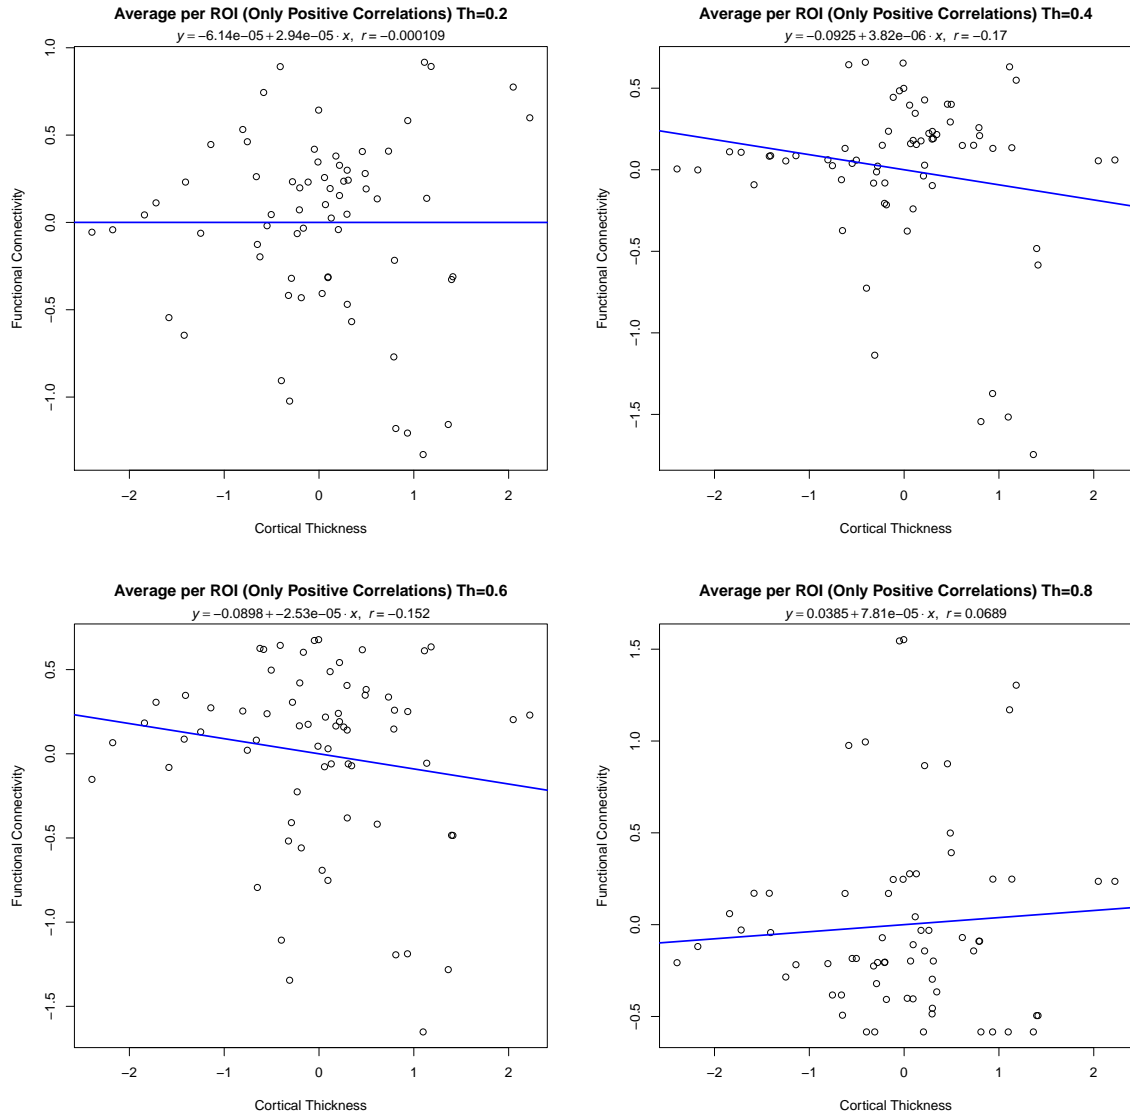 Average per ROI (Only Positive Correlations) Th=0.2
y = −6.14e−05 + 2.94e−05 · x, r = −0.000109
1.0
0.5
0.0
−0.5
−1.0
Functional Connectivity
−2 −1 0 1 2
Cortical Thickness
Average per ROI (Only Positive Correlations) Th=0.4
y = −0.0925 + 3.82e−06 · x, r = −0.17
0.5
0.0
−0.5
−1.0
−1.5
Functional Connectivity
−2 −1 0 1 2
Cortical Thickness
Average per ROI (Only Positive Correlations) Th=0.6
y = −0.0898 + −2.53e−05 · x, r = −0.152
0.5
0.0
−0.5
−1.0
−1.5
Functional Connectivity
−2 −1 0 1 2
Cortical Thickness
Average per ROI (Only Positive Correlations) Th=0.8
y = 0.0385 + 7.81e−05 · x, r = 0.0689
1.5
1.0
0.5
0.0
−0.5
Functional Connectivity
−2 −1 0 1 2
Cortical Thickness